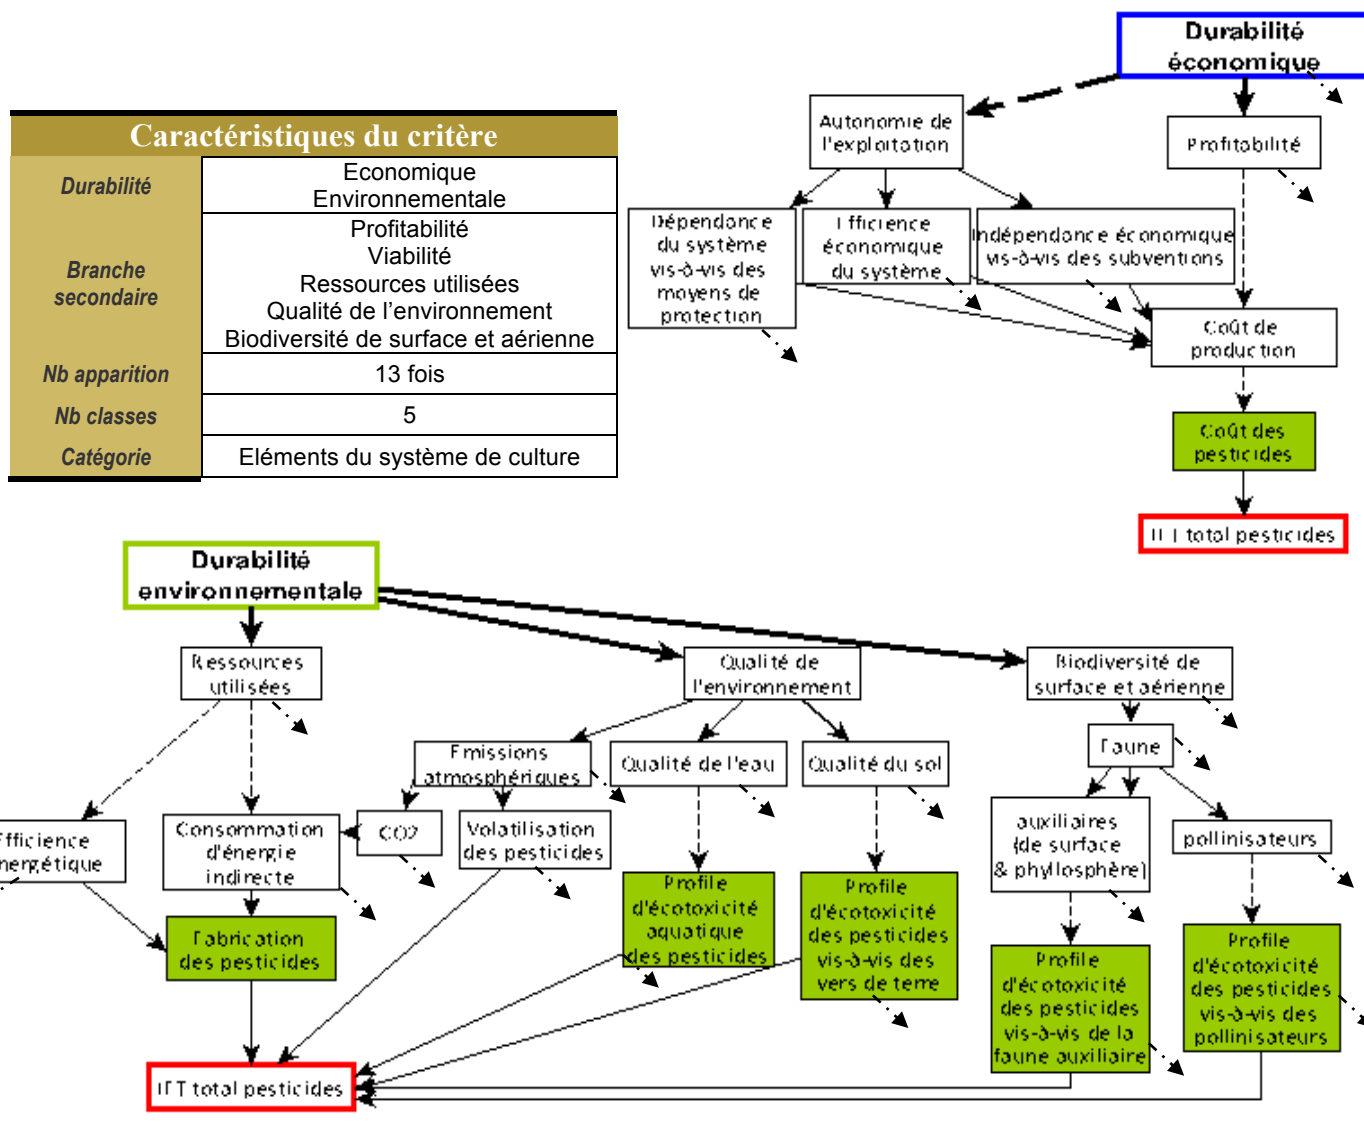 Durabilité
économique
Autonomie de
l'exploitation
Profitabilité
Caractéristiques du critère
Durabilité
Economique
Environnementale
Branche
secondaire
Profitabilité
Viabilité
Ressources utilisées
Qualité de l'environnement
Biodiversité de surface et aérienne
Nb apparition
13 fois
Nb classes
5
Catégorie
Eléments du système de culture
Dépendance
du système
vis-à-vis des
moyens de
protection
Efficience
économique
du système
Indépendance économique
vis-à-vis des subventions
Coût de
production
Coût des
pesticides
IFT total pesticides
Durabilité
environnementale
Ressources
utilisées
Qualité de
l'environnement
Biodiversité de
surface et aérienne
Emissions
atmosphériques
Qualité de l'eau
Qualité du sol
Faune
Efficience
énergétique
Consommation
d'énergie
indirecte
CO2
Volatilisation
des pesticides
auxiliaires
(de surface
& phyllosphère)
pollinisateurs
Fabrication
des pesticides
Profile
d'écotoxicité
aquatique
des pesticides
Profile
d'écotoxicité
des pesticides
vis-à-vis des
vers de terre
Profile
d'écotoxicité
des pesticides
vis-à-vis de la
faune auxiliaire
Profile
d'écotoxicité
des pesticides
vis-à-vis des
pollinisateurs
IFT total pesticides